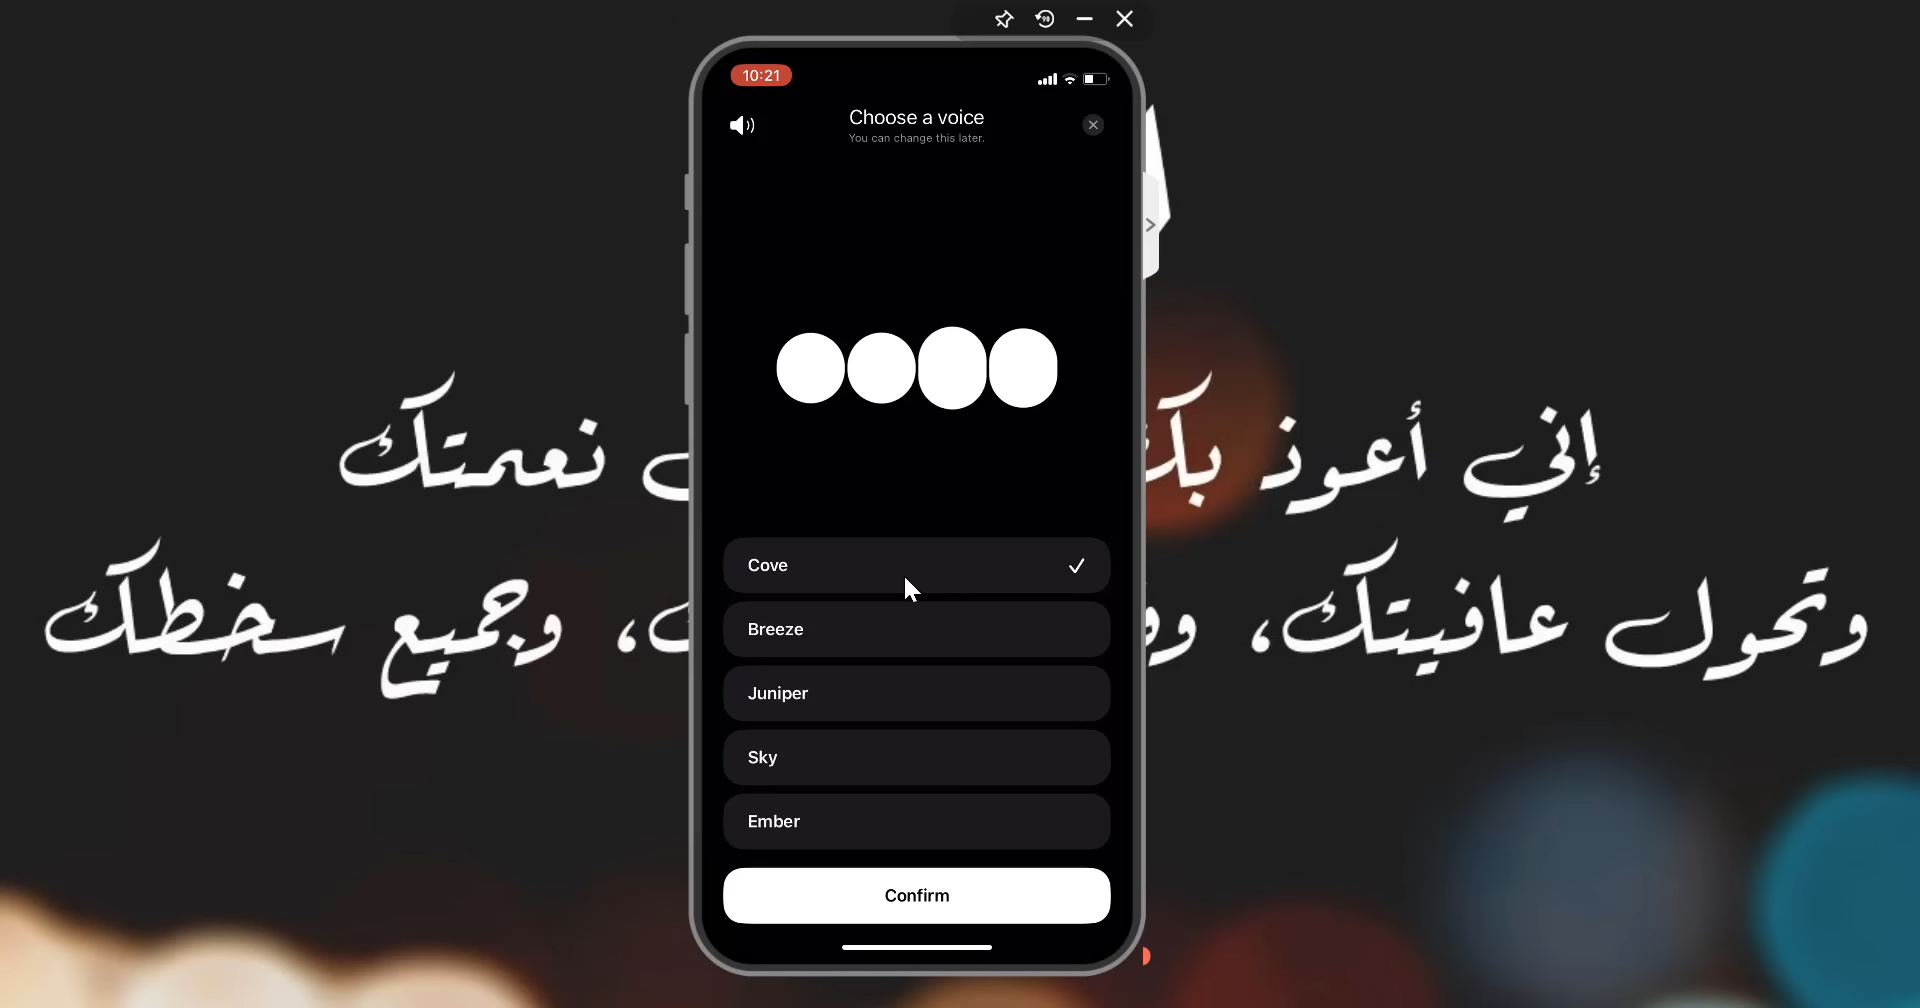 10:21
Choose a voice
You can change this later.
إني أعوذ بك نعمتك
وتحول عافيتك، وجميع سخطك
Cove
Breeze
Juniper
Sky
Ember
Confirm